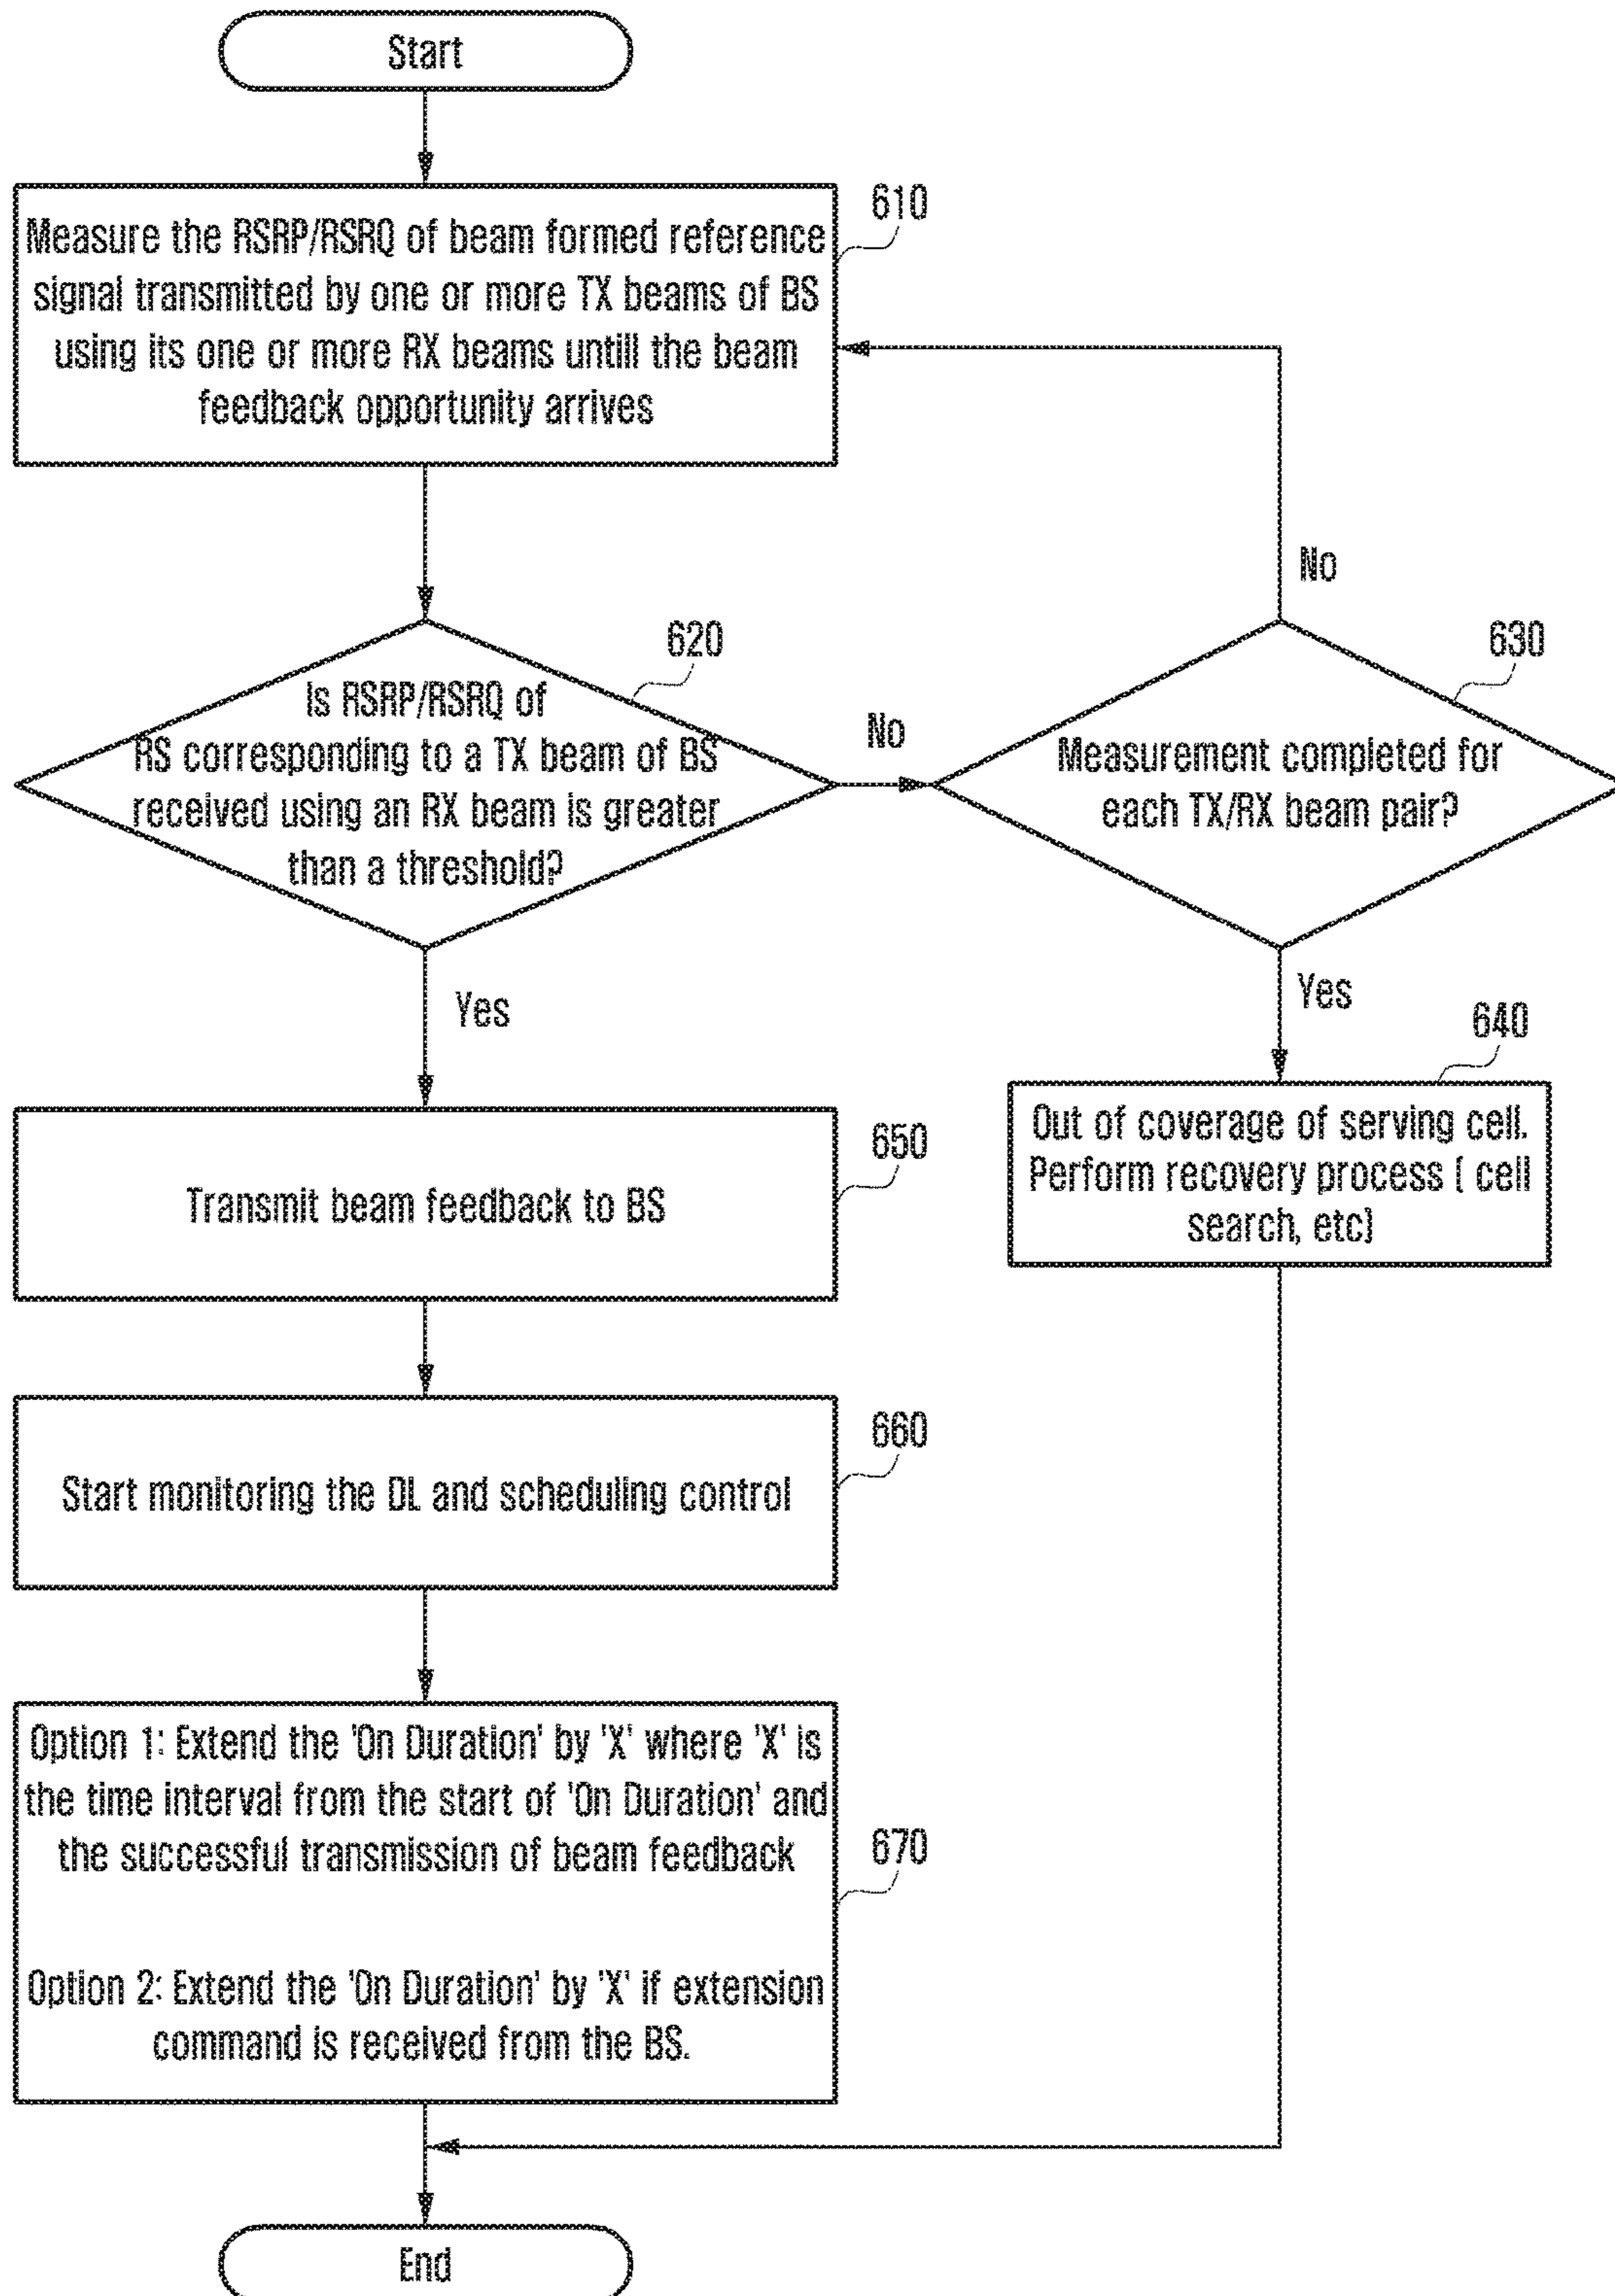 Start
610
Measure the RSRP/RSRQ of beam formed reference
signal transmitted by one or more TX beams of BS
using its one or more RX beams untill the beam
feedback opportunity arrives
No
620
630
Is RSRP/RSRQ of
RS corresponding to a TX beam of BS
received using an RX beam is greater
than a threshold?
No
Measurement completed for
each TX/RX beam pair?
Yes
Yes
640
Out of coverage of serving cell.
Perform recovery process ( cell
search, etc)
650
Transmit beam feedback to BS
660
Start monitoring the DL and scheduling control
Option 1: Extend the 'On Duration' by 'X' where 'X' is
the time interval from the start of 'On Duration' and
the successful transmission of beam feedback
670
Option 2: Extend the 'On Duration' by 'X' if extension
command is received from the BS.
End